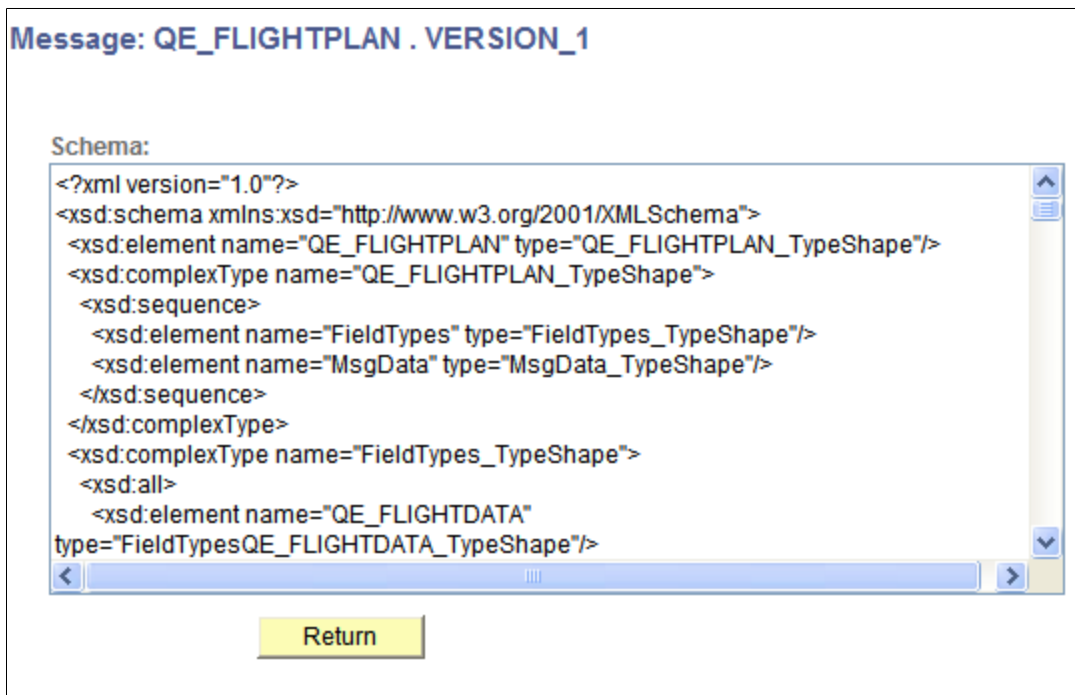 Message: QE_FLIGHTPLAN . VERSION_1
Schema:
<?xml version="1.0"?>
<xsd:schema xmlns:xsd="http://www.w3.org/2001/XMLSchema">
<xsd:element name="QE_FLIGHTPLAN" type="QE_FLIGHTPLAN_TypeShape"/>
<xsd:complexType name="QE_FLIGHTPLAN_TypeShape">
<xsd:sequence>
<xsd:element name="FieldTypes" type="FieldTypes_TypeShape"/>
<xsd:element name="MsgData" type="MsgData_TypeShape"/>
</xsd:sequence>
</xsd:complexType>
<xsd:complexType name="FieldTypes_TypeShape">
<xsd:all>
<xsd:element name="QE_FLIGHTDATA"
type="FieldTypesQE_FLIGHTDATA_TypeShape"/>
Return